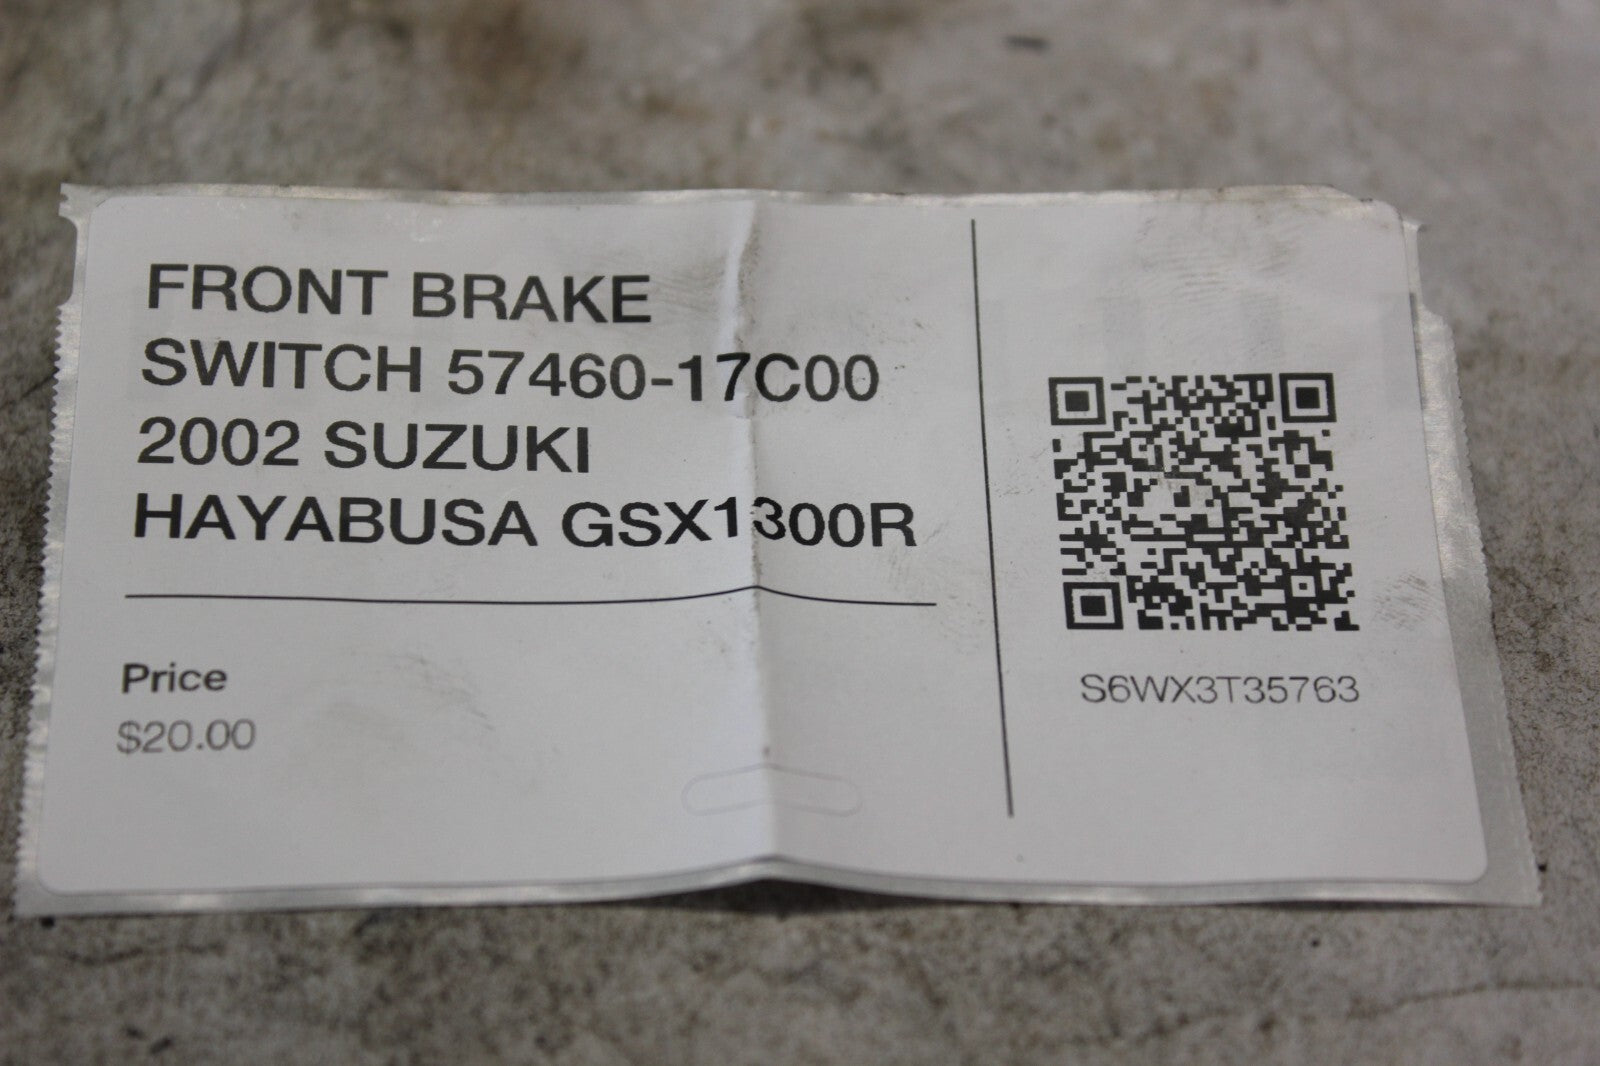 FRONT BRAKE
SWITCH 57460-17C00
2002 SUZUKI
HAYABUSA GSX1300R
Price
$20.00
S6WX3T35763